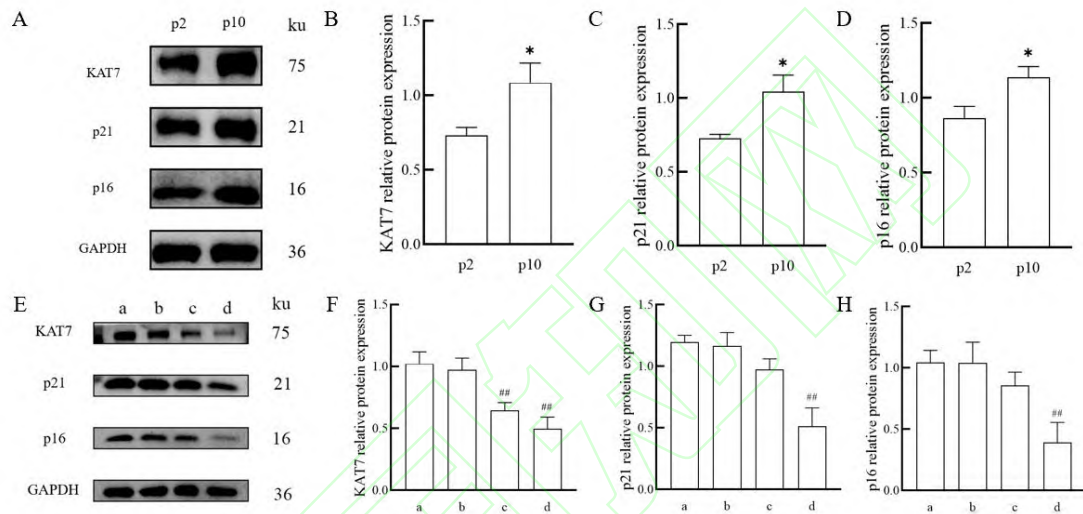 A
p2 p10 ku
KAT7 75
p21 21
p16 16
GAPDH 36
B
KAT7 relative protein expression
1.5
1.0
0.5
0.0
*
p2 p10
C
p21 relative protein expression
1.5
1.0
0.5
0.0
*
p2 p10
D
p16 relative protein expression
1.5
1.0
0.5
0.0
*
p2 p10
E
a b c d ku
KAT7 75
p21 21
p16 16
GAPDH 36
F
KAT7 relative protein expression
1.5
1.0
0.5
0.0
## ##
a b c d
G
p21 relative protein expression
1.5
1.0
0.5
0.0
##
a b c d
H
p16 relative protein expression
1.5
1.0
0.5
0.0
##
a b c d